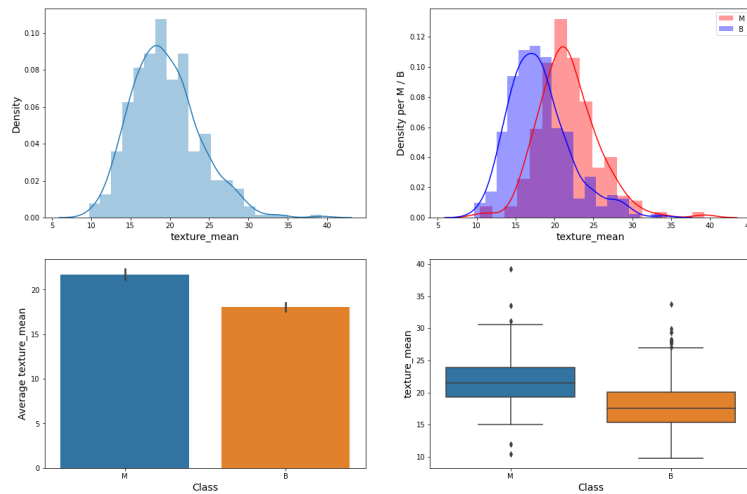 Density
0.10
0.08
0.06
0.04
0.02
0.00
5 10 15 20 25 30 35 40
texture_mean
M
B
Density per M / B
0.12
0.10
0.08
0.06
0.04
0.02
0.00
5 10 15 20 25 30 35 40
texture_mean
Average texture_mean
20
15
10
5
0
M B
Class
texture_mean
40
35
30
25
20
15
10
M B
Class